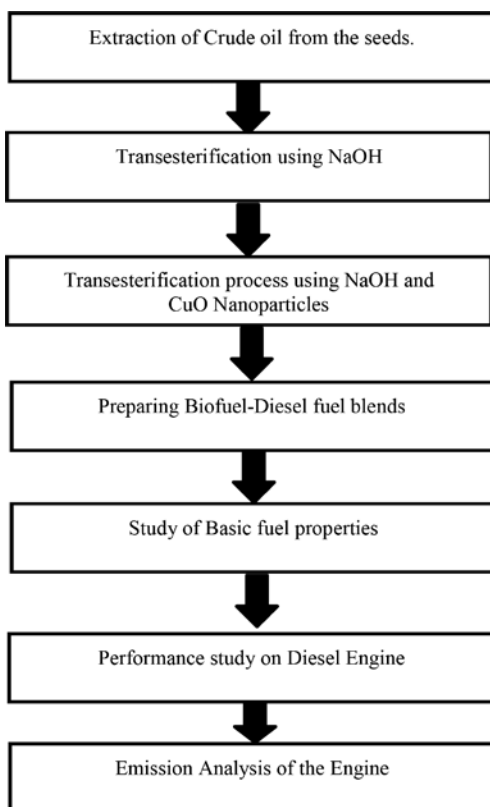 Extraction of Crude oil from the seeds.
Transesterification using NaOH
Transesterification process using NaOH and
CuO Nanoparticles
Preparing Biofuel-Diesel fuel blends
Study of Basic fuel properties
Performance study on Diesel Engine
Emission Analysis of the Engine